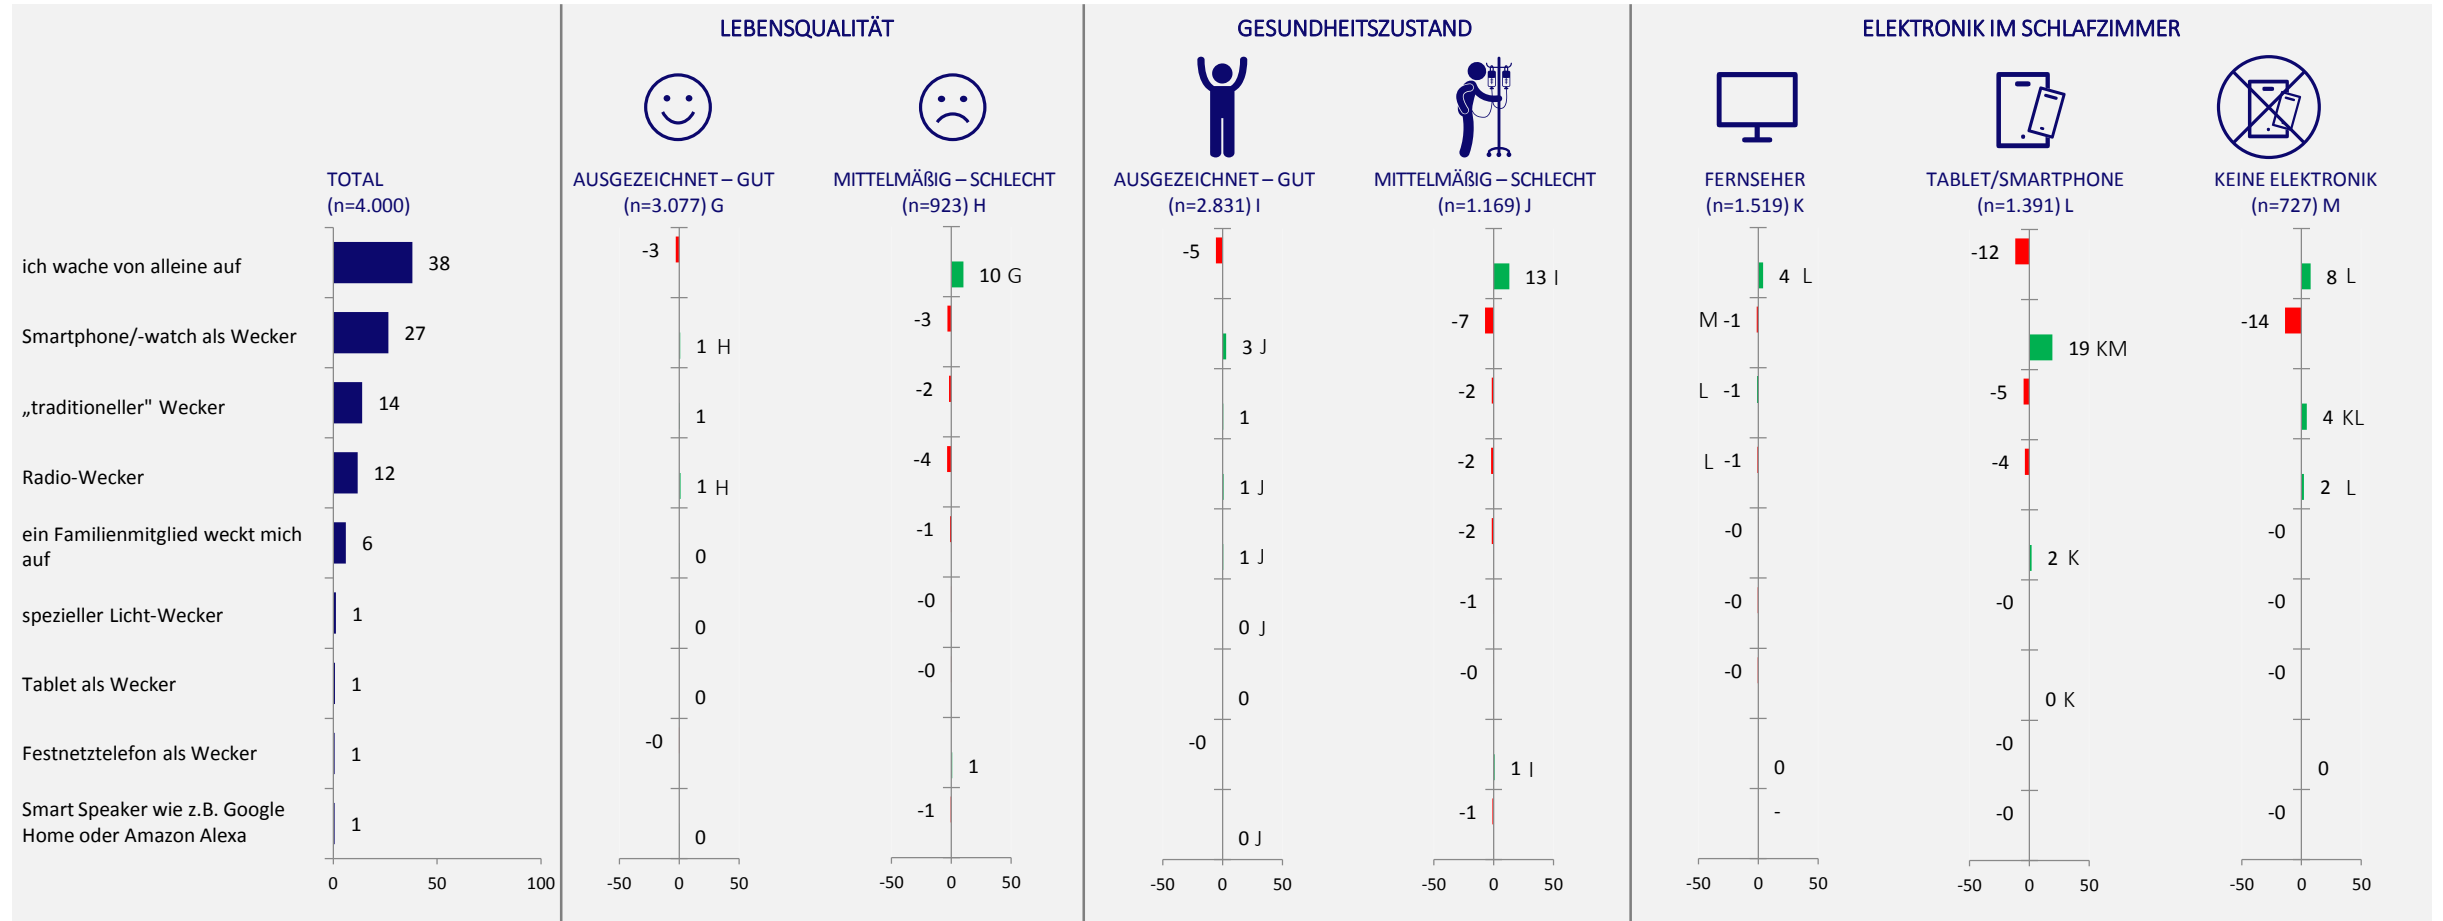 LEBENSQUALITÄT GESUNDHEITSZUSTAND ELEKTRONIK IM SCHLAFZIMMER
TOTAL AUSGEZEICHNET – GUT MITTELMÄßIG – SCHLECHT AUSGEZEICHNET – GUT MITTELMÄßIG – SCHLECHT FERNSEHER TABLET/SMARTPHONE KEINE ELEKTRONIK
(n=4.000) (n=3.077) G (n=923) H (n=2.831) I (n=1.169) J (n=1.519) K (n=1.391) L (n=727) M
ich wache von alleine auf 38 -3 10 G -5 13 I 4 L -12 8 L
Smartphone/-watch als Wecker 27 1 H -3 3 J -7 M -1 19 KM -14
„traditioneller" Wecker 14 1 -2 1 -2 L -1 -5 4 KL
Radio-Wecker 12 1 H -4 1 J -2 L -1 -4 2 L
ein Familienmitglied weckt mich
auf 6 0 -1 1 J -2 -0 2 K -0
spezieller Licht-Wecker 1 0 -0 0 J -1 -0 -0 -0
Tablet als Wecker 1 0 -0 0 -0 -0 0 K -0
Festnetztelefon als Wecker 1 -0 1 -0 1 I 0 -0 0
Smart Speaker wie z.B. Google
Home oder Amazon Alexa 1 0 -1 0 J -1 - -0 -0
0 50 100 -50 0 50 -50 0 50 -50 0 50 -50 0 50 -50 0 50 -50 0 50 -50 0 50